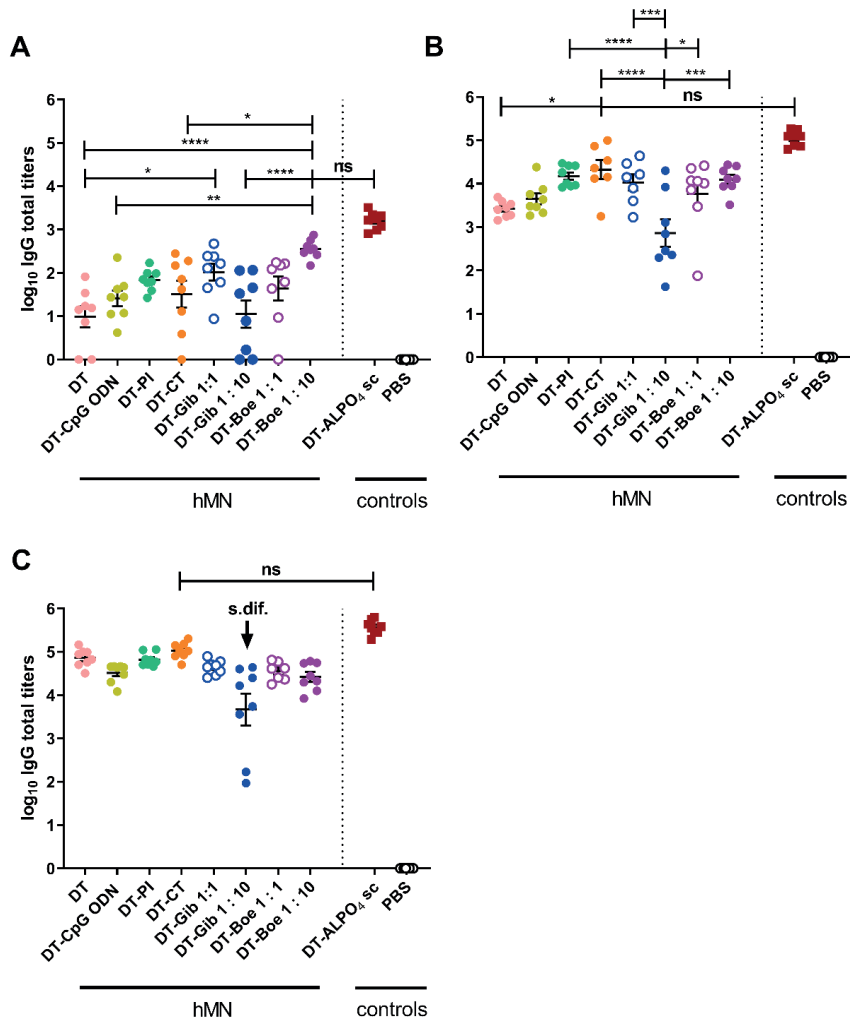 A
log10 IgG total titers
6
5
4
3
2
1
0
*
****
*
****
ns
**
DT
DT-CpG ODN
DT-PI
DT-CT
DT-Gib 1:1
DT-Gib 1 : 10
DT-Boe 1 : 1
DT-Boe 1 : 10
DT-ALPO4 sc
PBS
hMN
controls
B
6
5
4
3
2
1
0
***
****
*
****
***
*
ns
DT
DT-CpG ODN
DT-PI
DT-CT
DT-Gib 1:1
DT-Gib 1 : 10
DT-Boe 1 : 1
DT-Boe 1 : 10
DT-ALPO4 sc
PBS
hMN
controls
C
log10 IgG total titers
6
5
4
3
2
1
0
ns
s.dif.
DT
DT-CpG ODN
DT-PI
DT-CT
DT-Gib 1:1
DT-Gib 1 : 10
DT-Boe 1 : 1
DT-Boe 1 : 10
DT-ALPO4 sc
PBS
hMN
controls